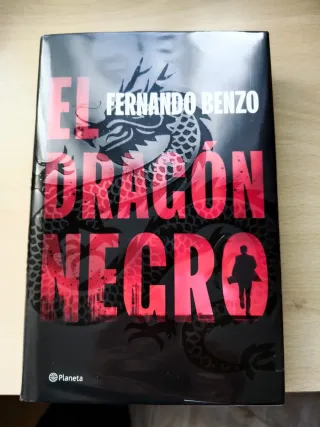 EL
FERNANDO BENZO
DRAGÓN
NEGRO
Planeta